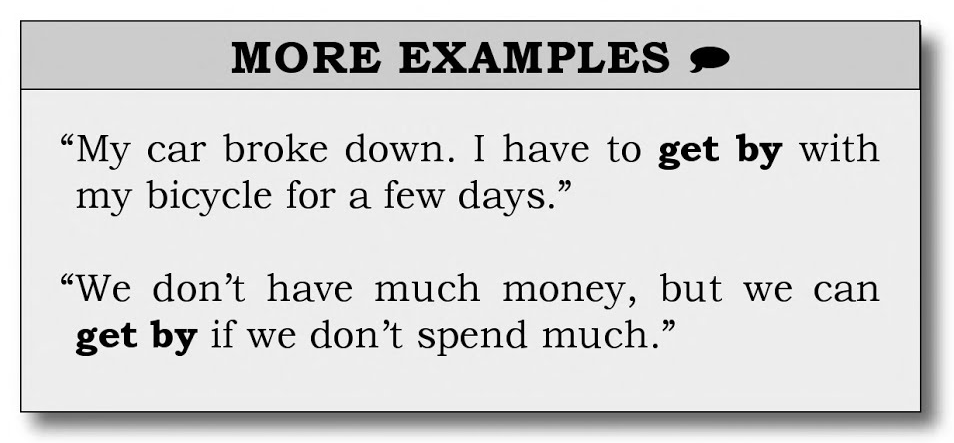 MORE EXAMPLES
“My car broke down. I have to get by with
my bicycle for a few days.”
“We don’t have much money, but we can
get by if we don’t spend much.”